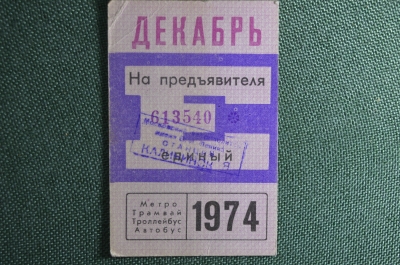 ДЕКАБРЬ
На предъявителя
613540
единый
Метро
Трамвай
Троллейбус
Автобус
1974